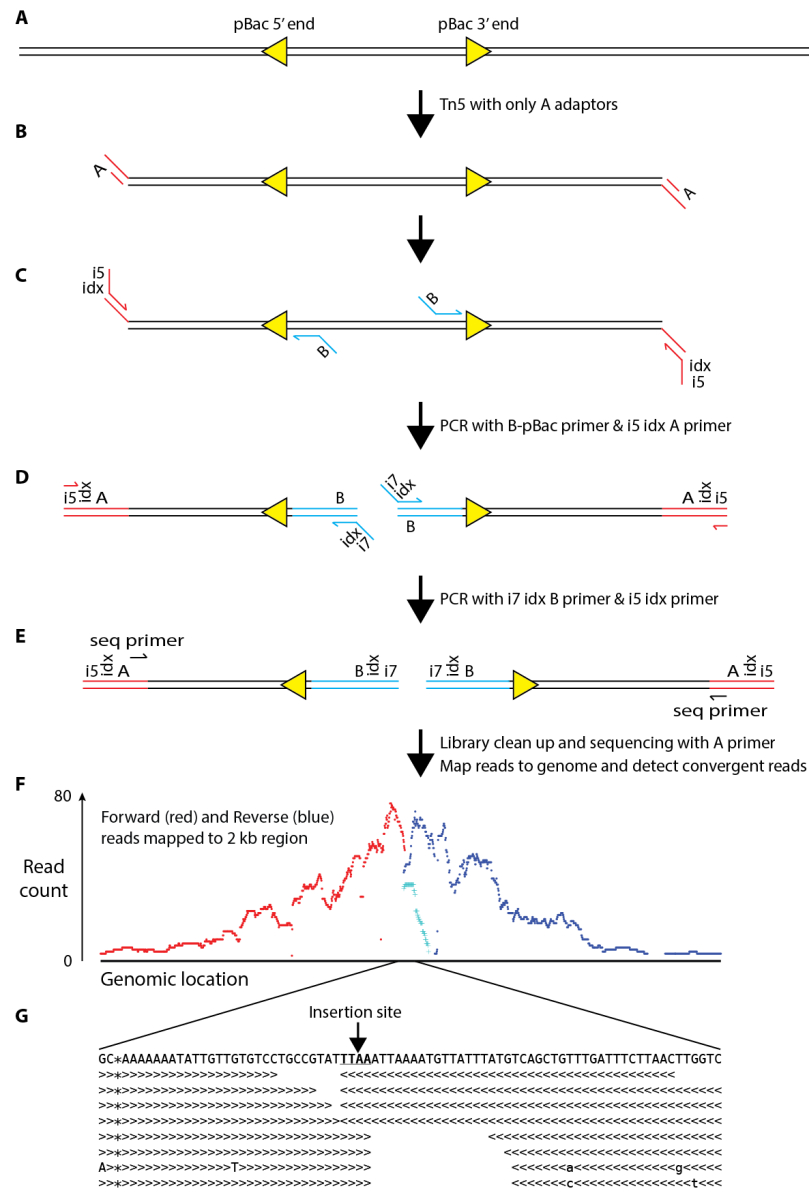 A
pBac 5' end
pBac 3' end
Tn5 with only A adaptors
B
A
A
C
i5
idx
B
B
idx
i5
PCR with B-pBac primer & i5 idx A primer
D
i5 idx A
B
idx i7
i7 idx
B
A idx i5
PCR with i7 idx B primer & i5 idx primer
E
seq primer
i5 idx A
B idx i7
i7 idx B
A idx i5
seq primer
Library clean up and sequencing with A primer
Map reads to genome and detect convergent reads
F
80
Forward (red) and Reverse (blue)
reads mapped to 2 kb region
Read
count
0
Genomic location
G
Insertion site
GC*AAAAAAATATTGTTGTGTCCTGCCGTATTTAAATTAAAATGTTATTTATGTCAGCTGTTTGATTTCTTAACTTGGTC
>>*>>>>>>>>>>>>>>>>>>>>        <<<<<<<<<<<<<<<<<<<<<<<<<<<<<<<<<<<<<<<<<<<
>>*>>>>>>>>>>>>>>>>>>>>>>>>>   <<<<<<<<<<<<<<<<<<<<<<<<<<<<<<<<<<<<<<<<<<<<<<<<<
>>*>>>>>>>>>>>>>>>>>>>>>>>>>>> <<<<<<<<<<<<<<<<<<<<<<<<<<<<<<<<<<<<<<<<<<<<<<<<<
>>*>>>>>>>>>>>>>>>>>>>>>>>>>>>><<<<<<<<<<<<<<<<<<<<<<<<<<<<<<<<<<<<<<<<<<<<<<<<<
>>*>>>>>>>>>>>>>>>>>>>>>>>>>>>>>>>>               <<<<<<<<<<<<<<<<<<<<<<<<<<<<<<
>>*>>>>>>>>>>>>>>>>>>>>>>>>>>>>>>>>                 <<<<<<<<<<<<<<<<<<<<<<<<<<<<
A>*>>>>>>>>>>>>>>T>>>>>>>>>>>>>>>>>                  <<<<<<<a<<<<<<<<<<<<<g<<<<<
>>*>>>>>>>>>>>>>>>>>>>>>>>>>>>>>>>>                  <<<<<<<c<<<<<<<<<<<<<<<t<<<